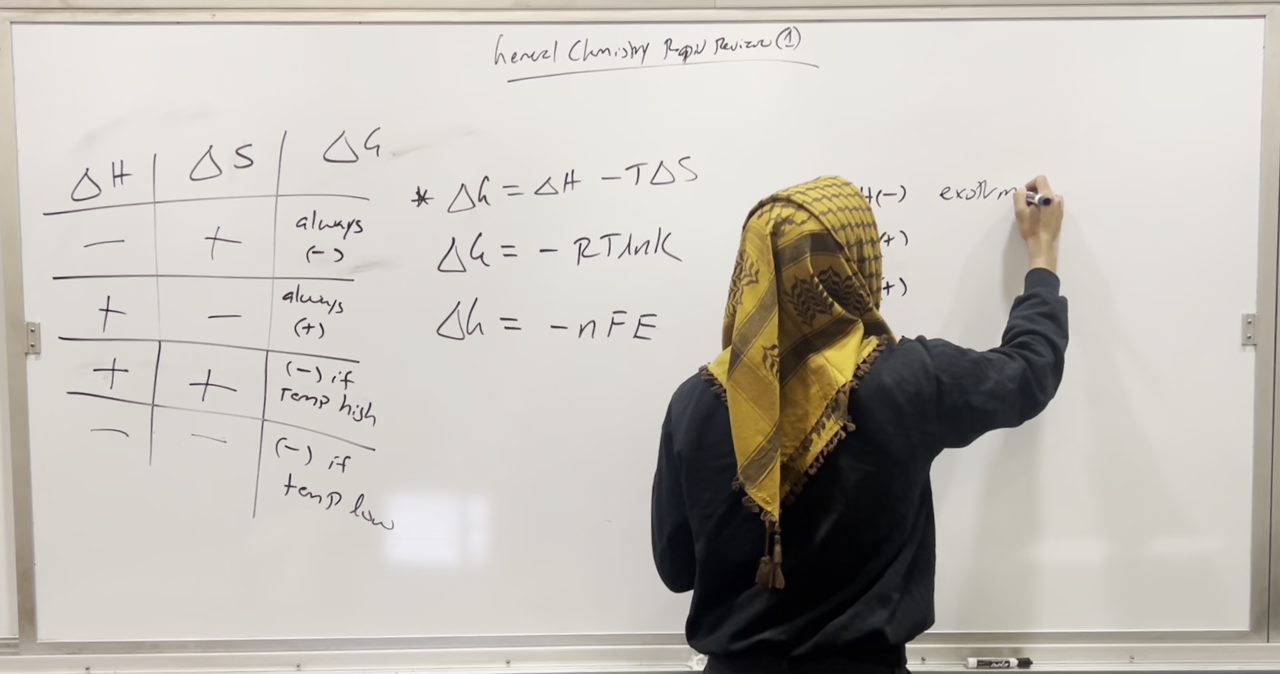 General Chemistry Rapid Review (1)
ΔH ΔS ΔG
− + always (−)
+ − always (+)
+ + (−) if Temp high
− − (−) if temp low
* ΔG = ΔH − TΔS
ΔG = − RTlnK
ΔG = − nFE
H(−) exothm
(+)
(+)